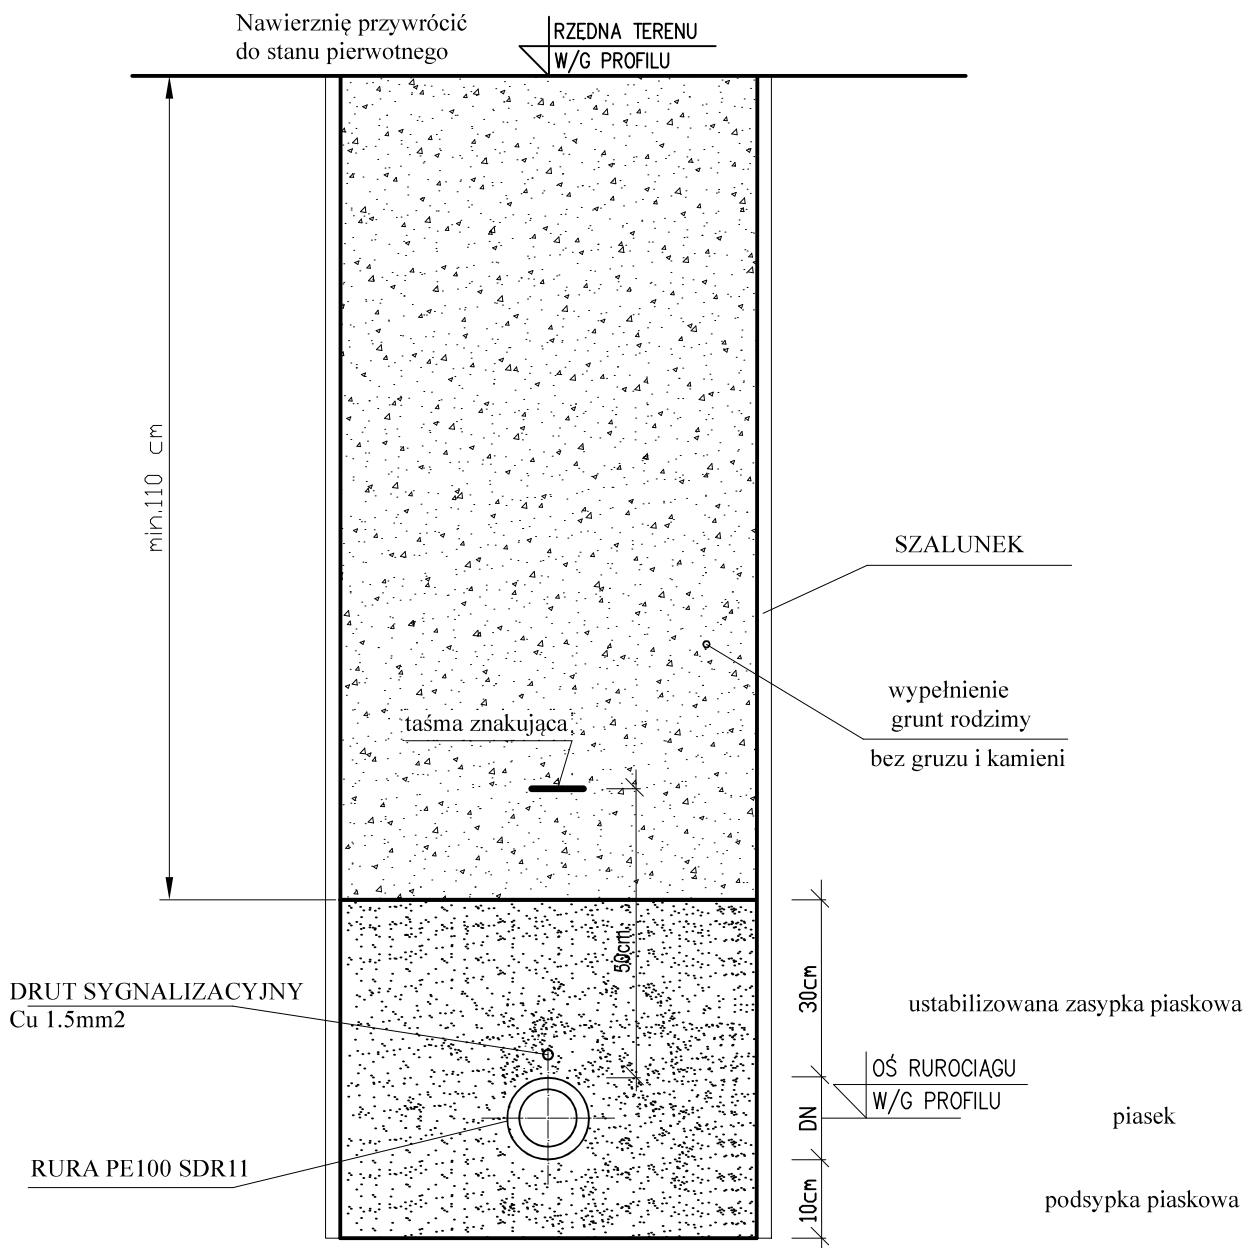 Nawierznię przywrócić
do stanu pierwotnego
RZĘDNA TERENU
W/G PROFILU
min.110 cm
SZALUNEK
wypełnienie
grunt rodzimy
bez gruzu i kamieni
taśma znakująca
50cm
DRUT SYGNALIZACYJNY
Cu 1.5mm2
30cm
ustabilizowana zasypka piaskowa
OŚ RUROCIAGU
W/G PROFILU
DN
piasek
RURA PE100 SDR11
10cm
podsypka piaskowa